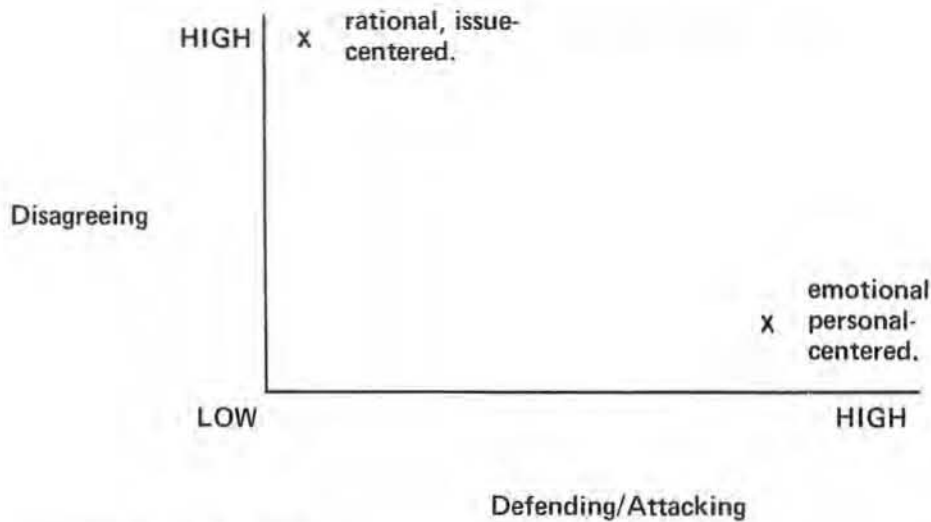 HIGH
x
rational, issue-
centered.
Disagreeing
x
emotional
personal-
centered.
LOW
HIGH
Defending/Attacking